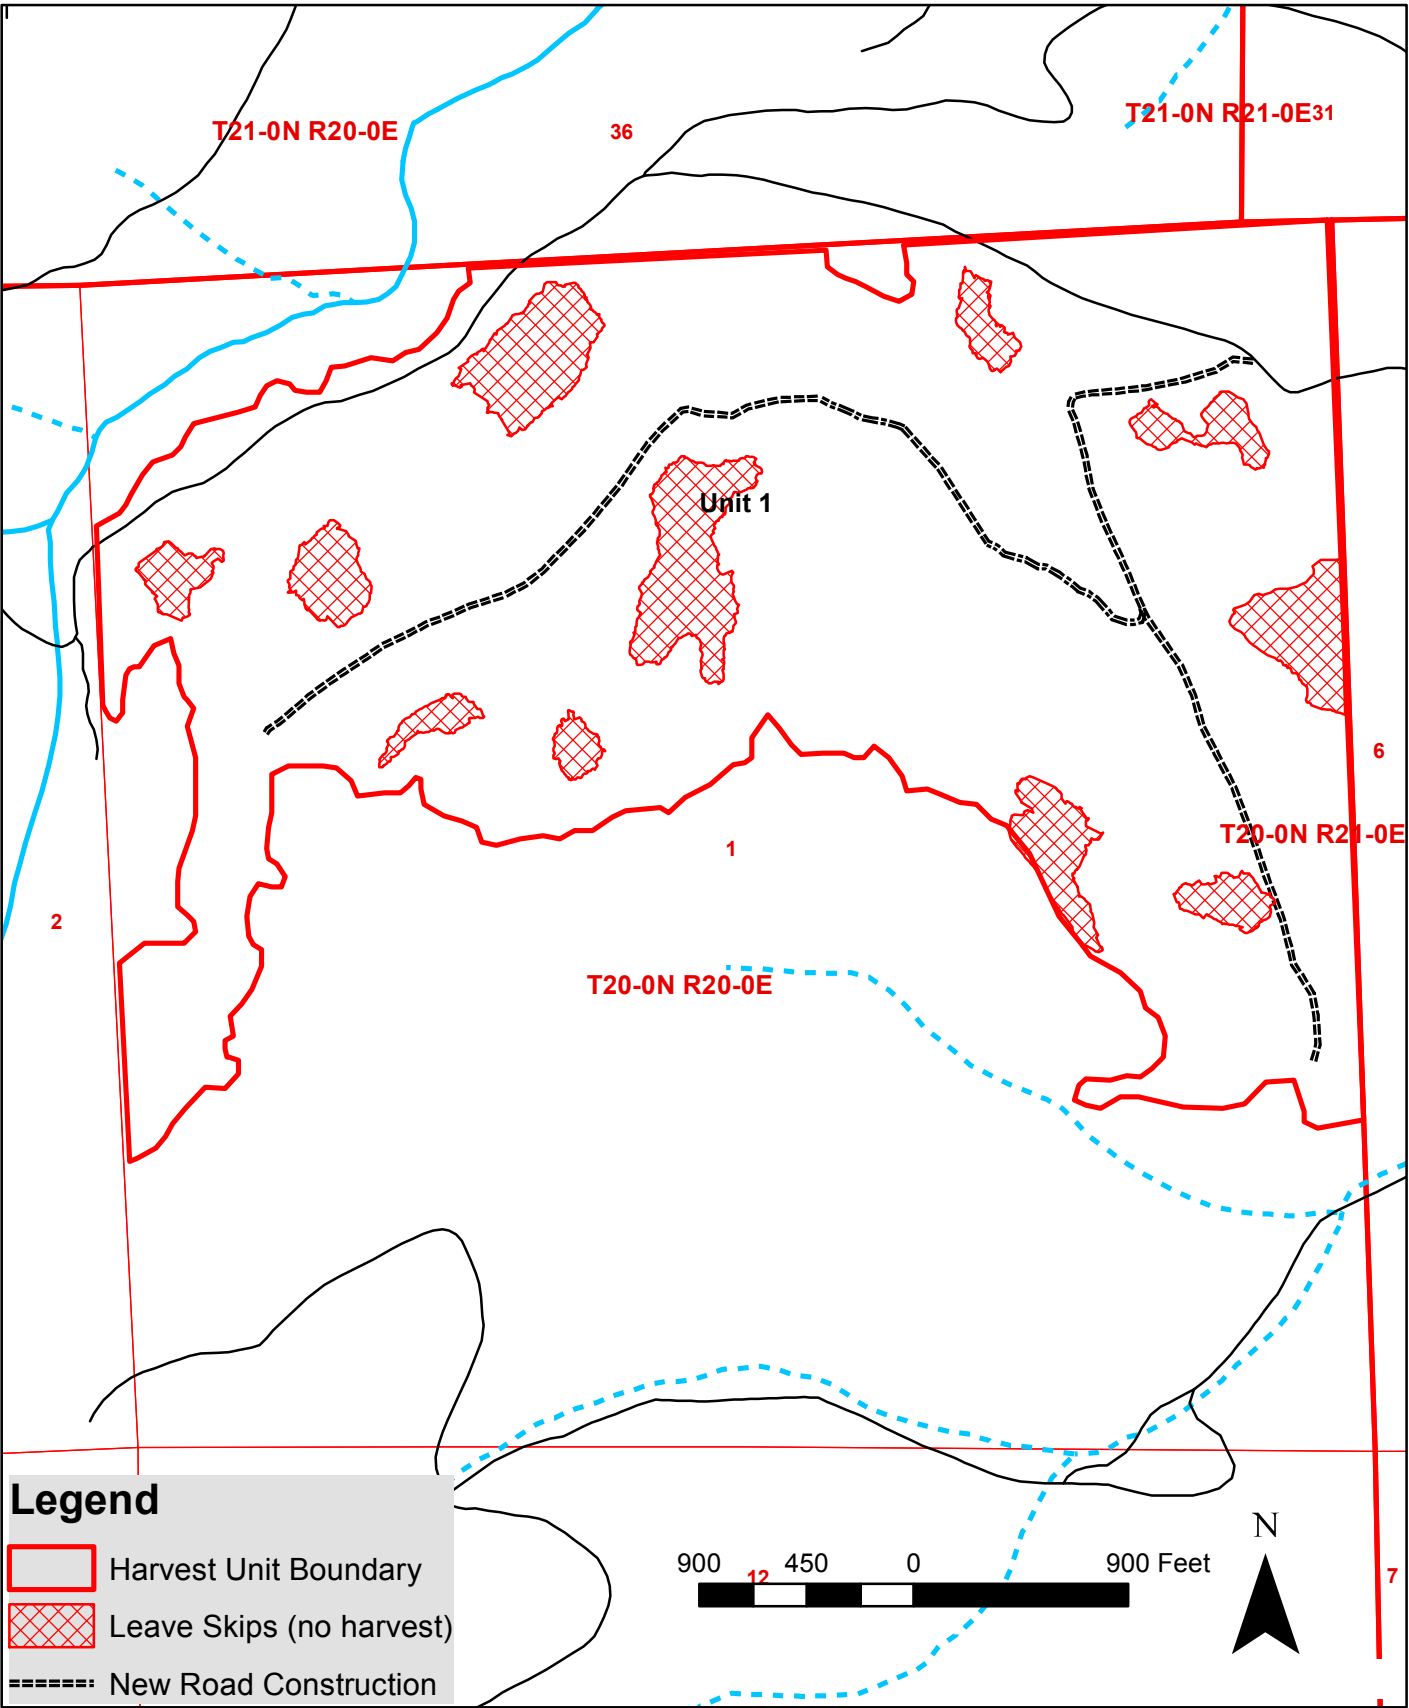 T21-0N R20-0E
36
T21-0N R21-0E
31
Unit 1
6
T20-0N R21-0E
1
2
T20-0N R20-0E
Legend
Harvest Unit Boundary
Leave Skips (no harvest)
New Road Construction
900 450 0 900 Feet
12
N
7